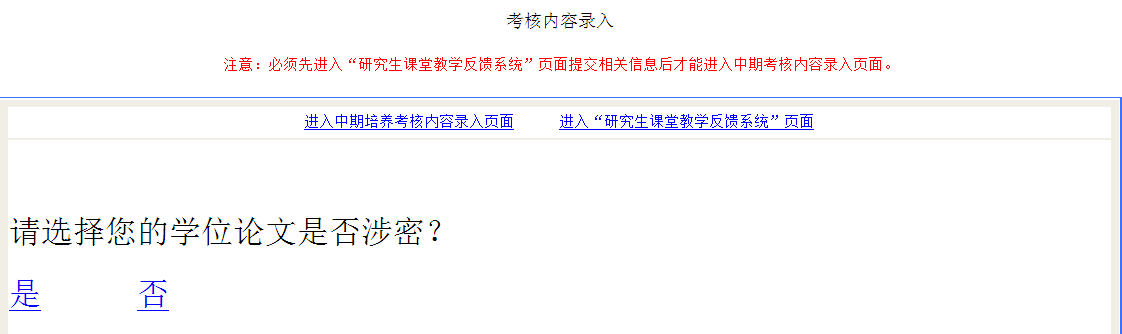 考核内容录入
注意：必须先进入“研究生课堂教学反馈系统”页面提交相关信息后才能进入中期考核内容录入页面。
进入中期培养考核内容录入页面 进入“研究生课堂教学反馈系统”页面
请选择您的学位论文是否涉密？
是 否